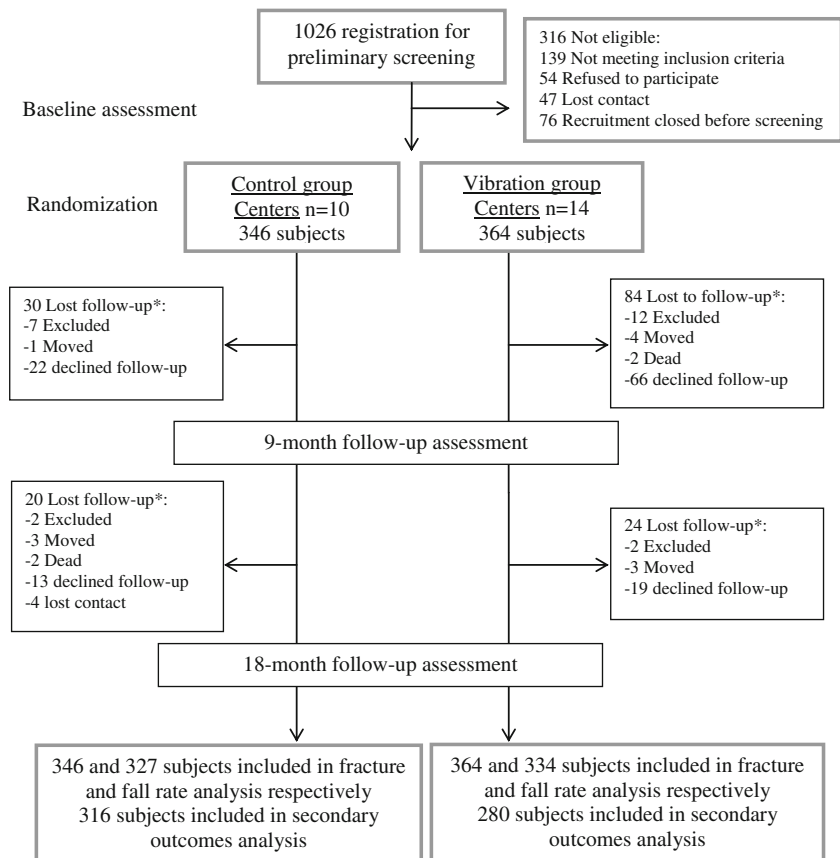 1026 registration for
preliminary screening
316 Not eligible:
139 Not meeting inclusion criteria
54 Refused to participate
47 Lost contact
76 Recruitment closed before screening
Baseline assessment
Randomization
Control group
Centers n=10
346 subjects
Vibration group
Centers n=14
364 subjects
30 Lost follow-up*:
-7 Excluded
-1 Moved
-22 declined follow-up
84 Lost to follow-up*:
-12 Excluded
-4 Moved
-2 Dead
-66 declined follow-up
9-month follow-up assessment
20 Lost follow-up*:
-2 Excluded
-3 Moved
-2 Dead
-13 declined follow-up
-4 lost contact
24 Lost follow-up*:
-2 Excluded
-3 Moved
-19 declined follow-up
18-month follow-up assessment
346 and 327 subjects included in fracture
and fall rate analysis respectively
316 subjects included in secondary
outcomes analysis
364 and 334 subjects included in fracture
and fall rate analysis respectively
280 subjects included in secondary
outcomes analysis